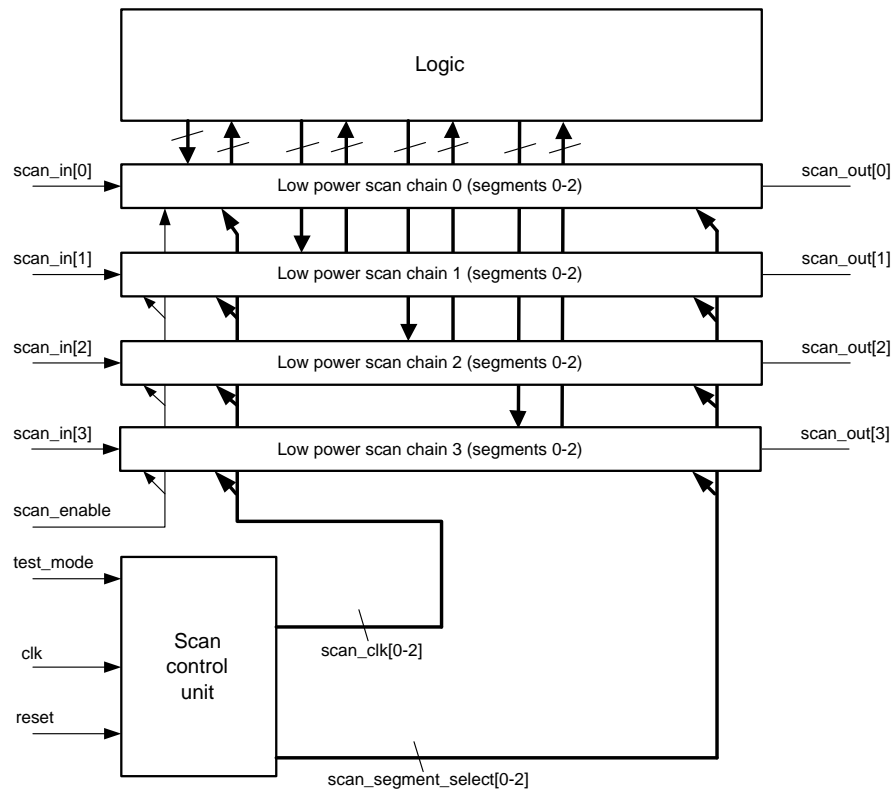 Logic
scan_in[0]
Low power scan chain 0 (segments 0-2)
scan_out[0]
scan_in[1]
Low power scan chain 1 (segments 0-2)
scan_out[1]
scan_in[2]
Low power scan chain 2 (segments 0-2)
scan_out[2]
scan_in[3]
Low power scan chain 3 (segments 0-2)
scan_out[3]
scan_enable
test_mode
clk
reset
Scan
control
unit
scan_clk[0-2]
scan_segment_select[0-2]